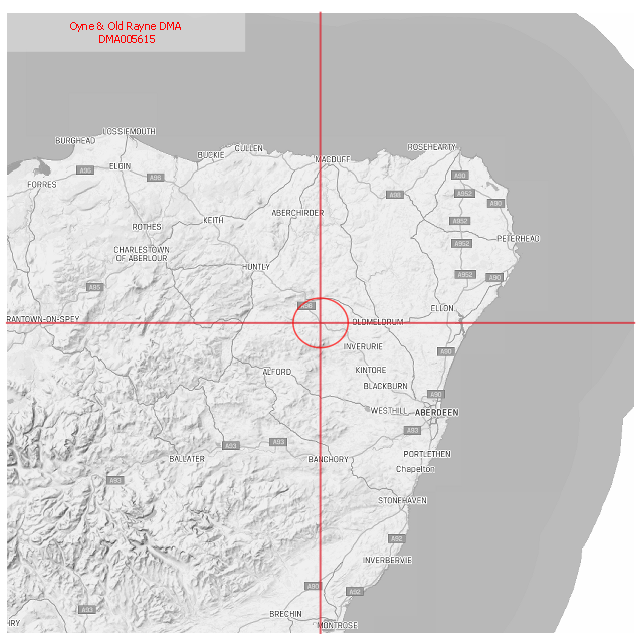 Oyne & Old Rayne DMA
DMA005615
LOSSIEMOUTH
BURGHEAD
CULLEN
ROSEHEARTY
BUCKIE
MACDUFF
ELGIN
A96
A90
FORRES
A96
A98
A952
A90
ABERCHIRDER
KEITH
A952
ROTHES
PETERHEAD
A952
CHARLESTOWN
OF ABERLOUR
HUNTLY
A952
A90
A95
A96
ELLON
RANTOWN-ON-SPEY
OLDMELDRUM
INVERURIE
A90
ALFORD
KINTORE
BLACKBURN
A90
WESTHILL
ABERDEEN
A93
A93
A93
BALLATER
BANCHORY
PORTLETHEN
Chapelton
A93
STONEHAVEN
A92
INVERBERVIE
A90
A92
A93
BRECHIN
HRY
MONTROSE